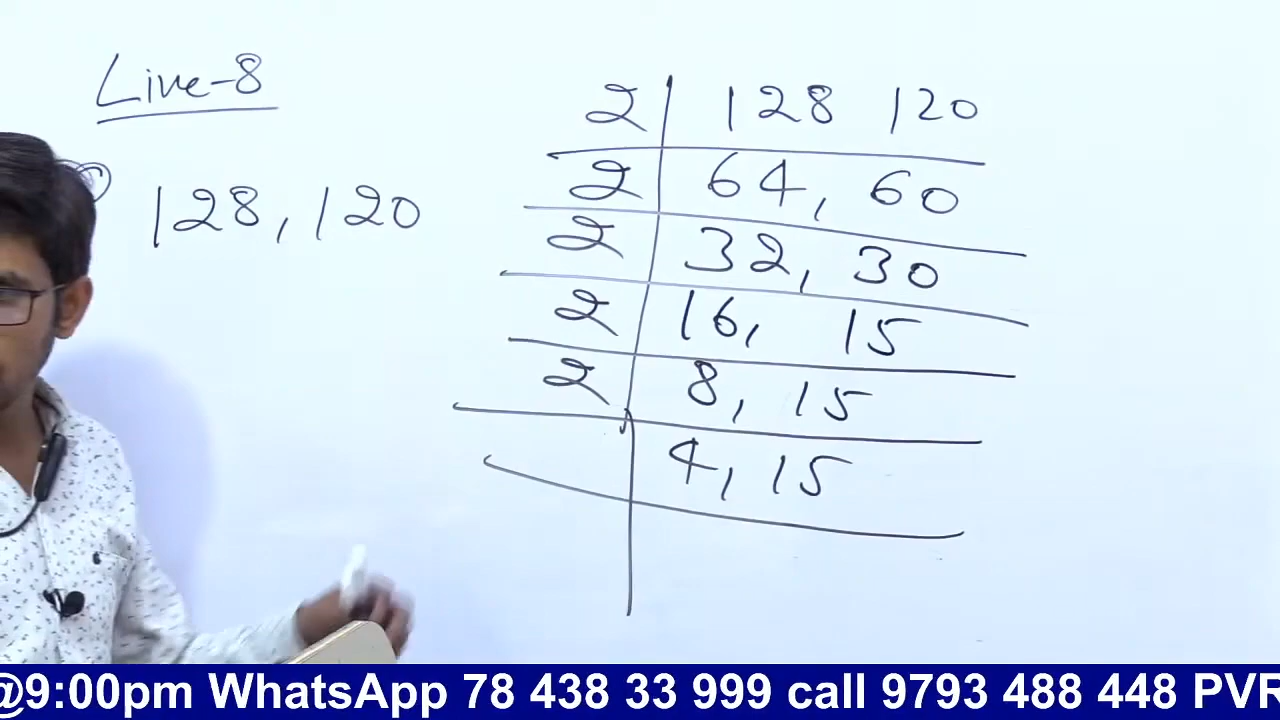 Live-8
128, 120
2 | 128 120
2 | 64, 60
2 | 32, 30
2 | 16, 15
2 | 8, 15
4, 15
@9:00pm WhatsApp 78 438 33 999 call 9793 488 448 PVR